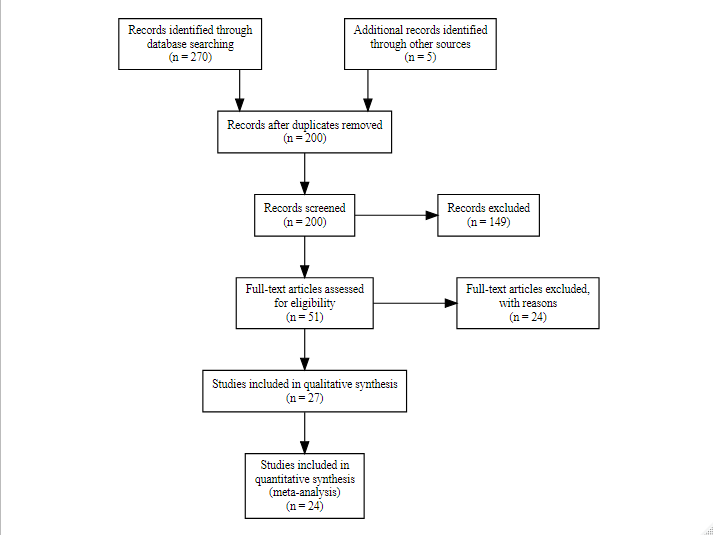 Records identified through
database searching
(n = 270)
Additional records identified
through other sources
(n = 5)
Records after duplicates removed
(n = 200)
Records screened
(n = 200)
Records excluded
(n = 149)
Full-text articles assessed
for eligibility
(n = 51)
Full-text articles excluded,
with reasons
(n = 24)
Studies included in qualitative synthesis
(n = 27)
Studies included in
quantitative synthesis
(meta-analysis)
(n = 24)